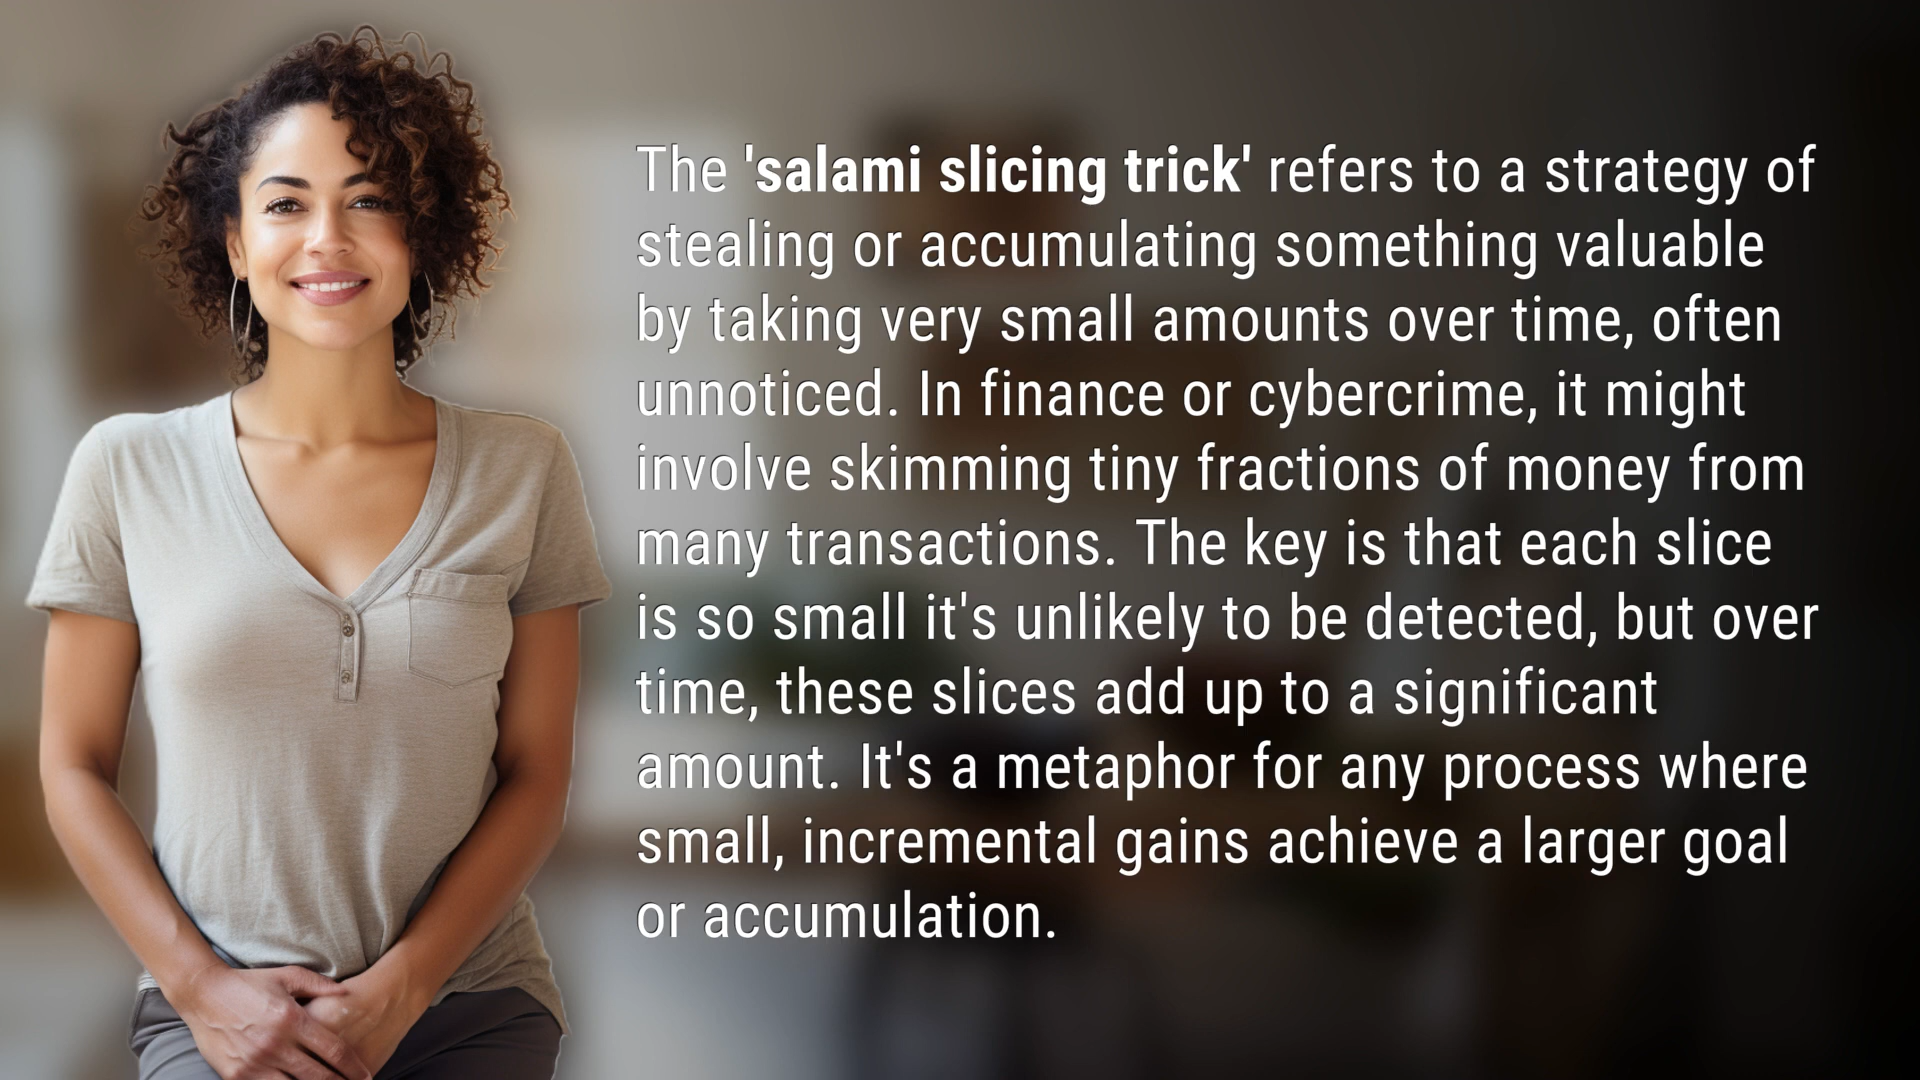 The 'salami slicing trick' refers to a strategy of
stealing or accumulating something valuable
by taking very small amounts over time, often
unnoticed. In finance or cybercrime, it might
involve skimming tiny fractions of money from
many transactions. The key is that each slice
is so small it's unlikely to be detected, but over
time, these slices add up to a significant
amount. It's a metaphor for any process where
small, incremental gains achieve a larger goal
or accumulation.